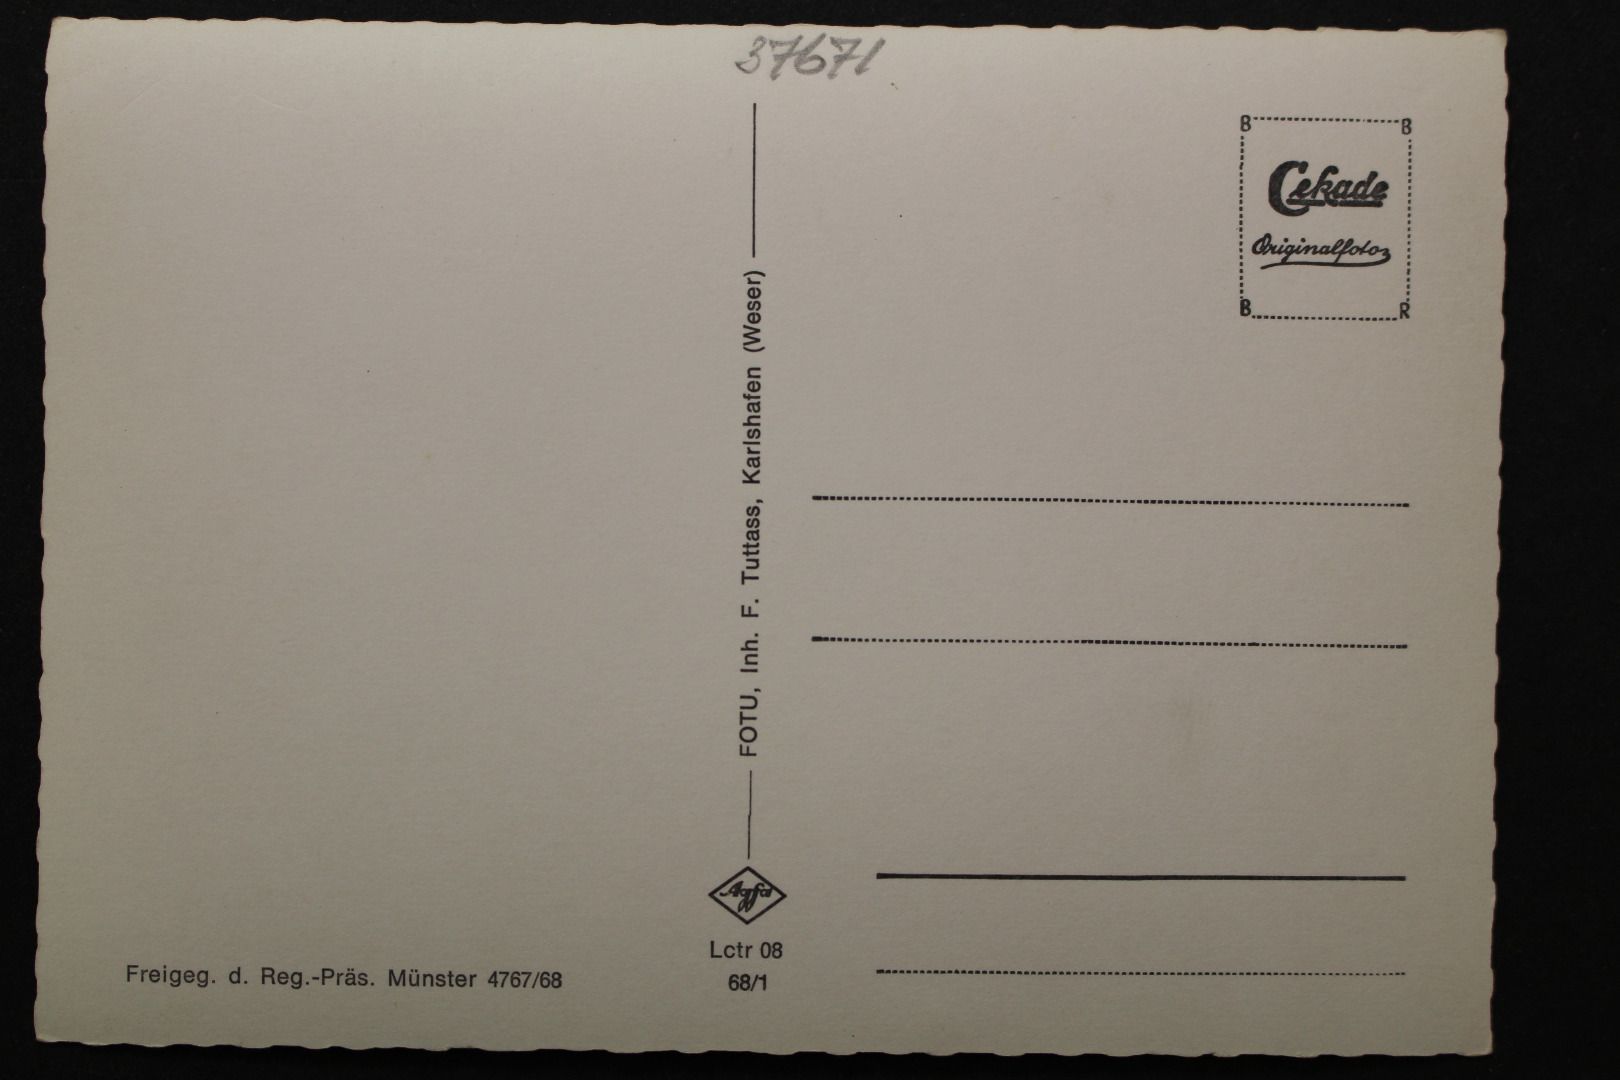 37671
B B
Cekade
Originalfoto
B R
FOTU, Inh. F. Tuttass, Karlshafen (Weser)
Agfa
Lctr 08
68/1
Freigeg. d. Reg.-Präs. Münster 4767/68